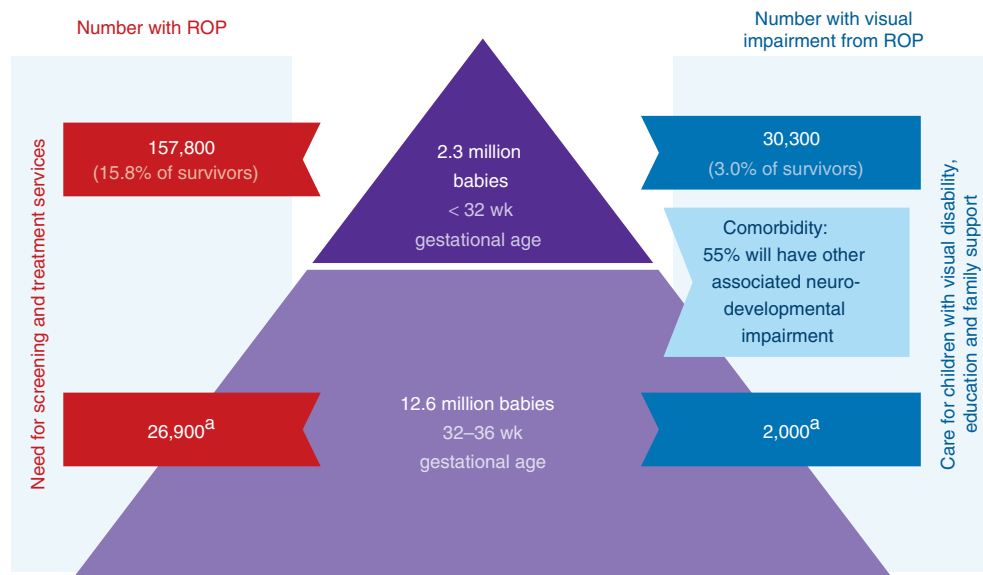 Number with ROP
Number with visual
impairment from ROP
Need for screening and treatment services
157,800
(15.8% of survivors)
2.3 million
babies
< 32 wk
gestational age
30,300
(3.0% of survivors)
Comorbidity:
55% will have other
associated neuro-
developmental
impairment
Care for children with visual disability,
education and family support
26,900a
12.6 million babies
32–36 wk
gestational age
2,000a